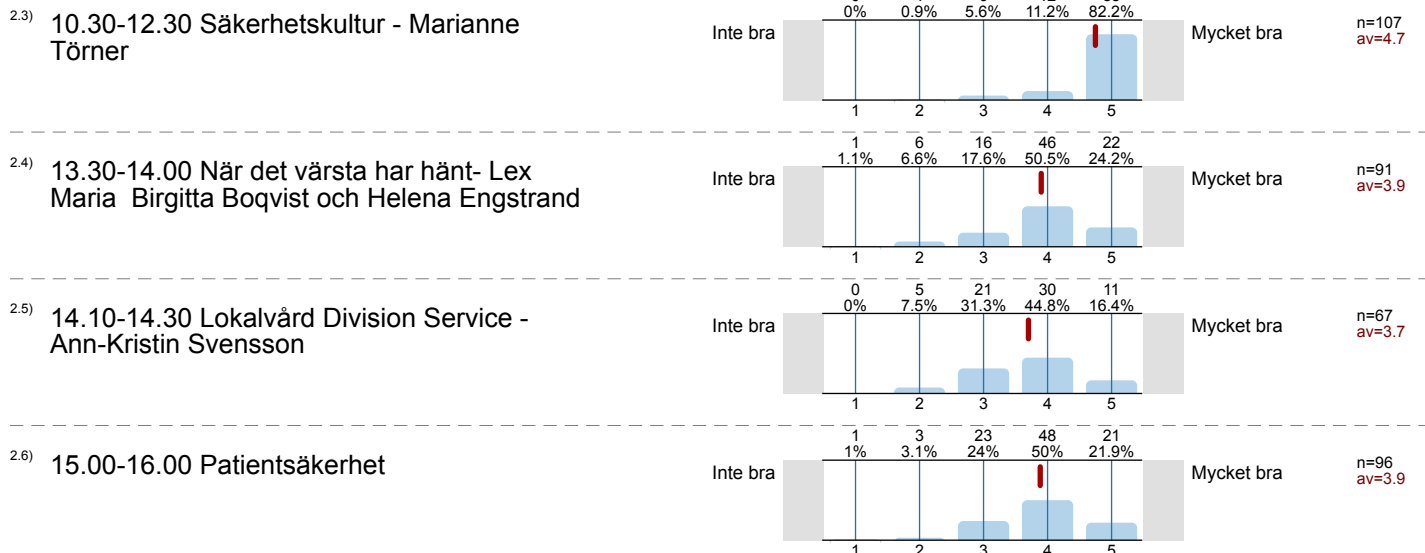 0% 0.9% 5.6% 11.2% 82.2%
2.3) 10.30-12.30 Säkerhetskultur - Marianne
Törner
Inte bra
Mycket bra
n=107
av=4.7
1 2 3 4 5
1 6 16 46 22
1.1% 6.6% 17.6% 50.5% 24.2%
2.4) 13.30-14.00 När det värsta har hänt- Lex
Maria Birgitta Boqvist och Helena Engstrand
Inte bra
Mycket bra
n=91
av=3.9
1 2 3 4 5
0 5 21 30 11
0% 7.5% 31.3% 44.8% 16.4%
2.5) 14.10-14.30 Lokalvård Division Service -
Ann-Kristin Svensson
Inte bra
Mycket bra
n=67
av=3.7
1 2 3 4 5
1 3 23 48 21
1% 3.1% 24% 50% 21.9%
2.6) 15.00-16.00 Patientsäkerhet
Inte bra
Mycket bra
n=96
av=3.9
1 2 3 4 5